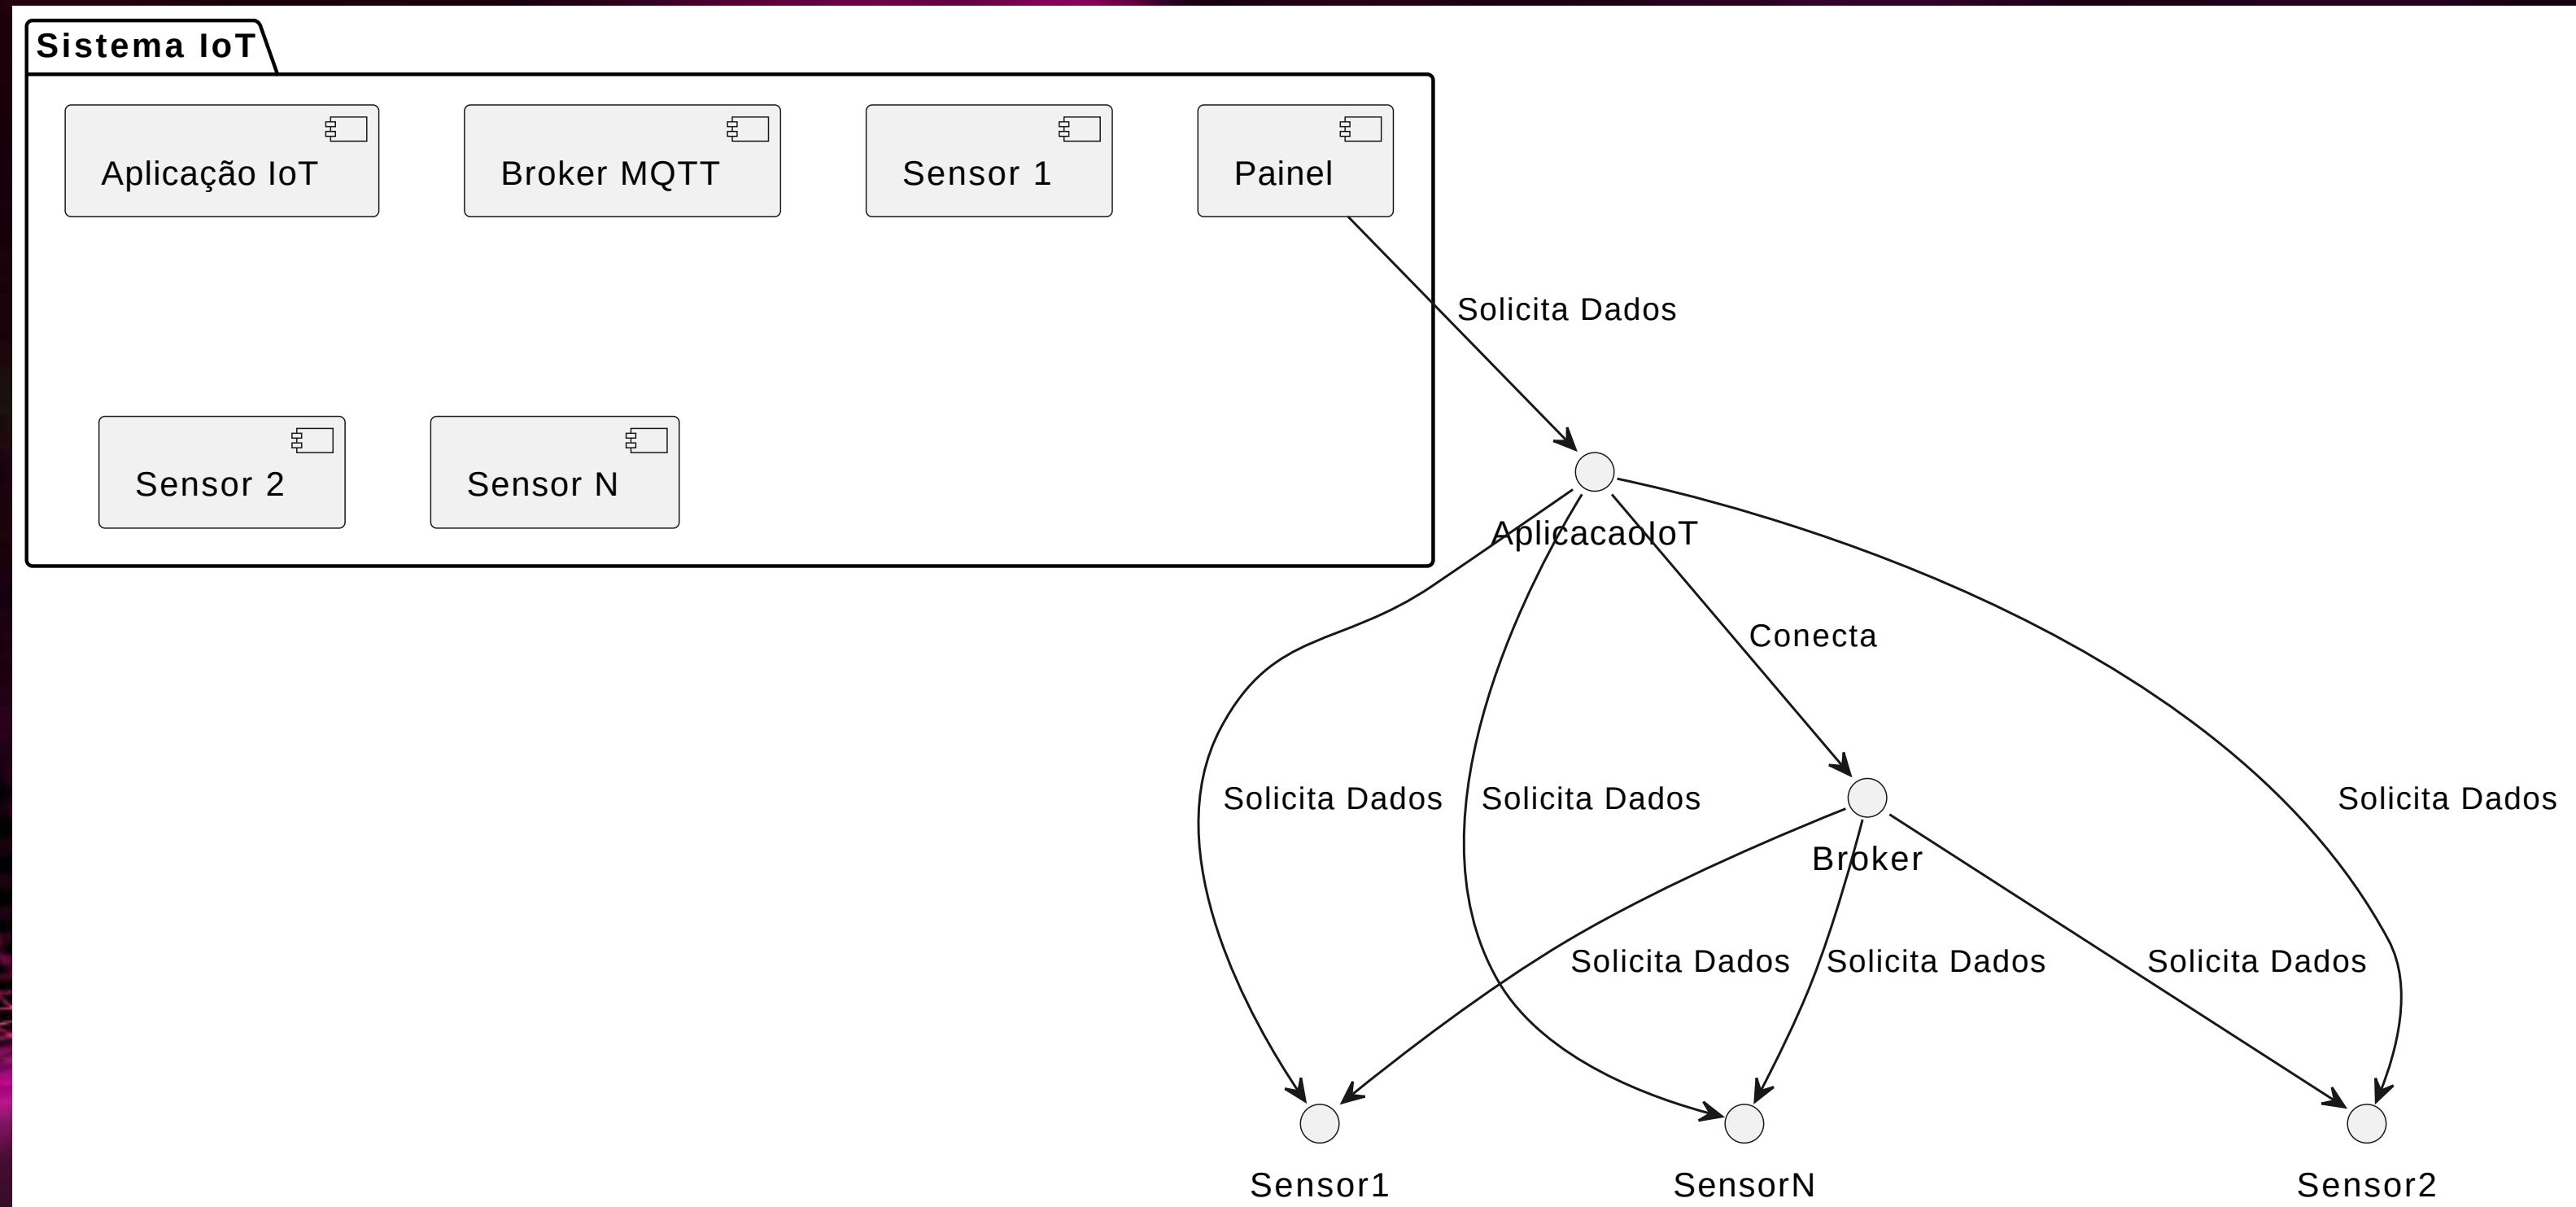 Sistema IoT
Aplicação IoT
Broker MQTT
Sensor 1
Painel
Solicita Dados
Sensor 2
Sensor N
AplicacaoIoT
Conecta
Solicita Dados
Solicita Dados
Solicita Dados
Broker
Solicita Dados
Solicita Dados
Solicita Dados
Sensor1
SensorN
Sensor2